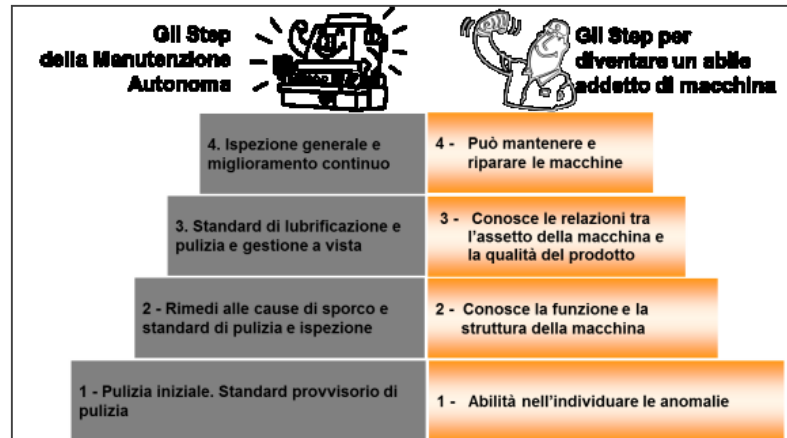 Gli Step
della Manutenzione
Autonoma
Gli Step per
diventare un abile
addetto di macchina
4. Ispezione generale e
miglioramento continuo
4 - Può mantenere e
riparare le macchine
3. Standard di lubrificazione e
pulizia e gestione a vista
3 - Conosce le relazioni tra
l'assetto della macchina e
la qualità del prodotto
2 - Rimedi alle cause di sporco e
standard di pulizia e ispezione
2 - Conosce la funzione e la
struttura della macchina
1 - Pulizia iniziale. Standard provvisorio di
pulizia
1 - Abilità nell'individuare le anomalie